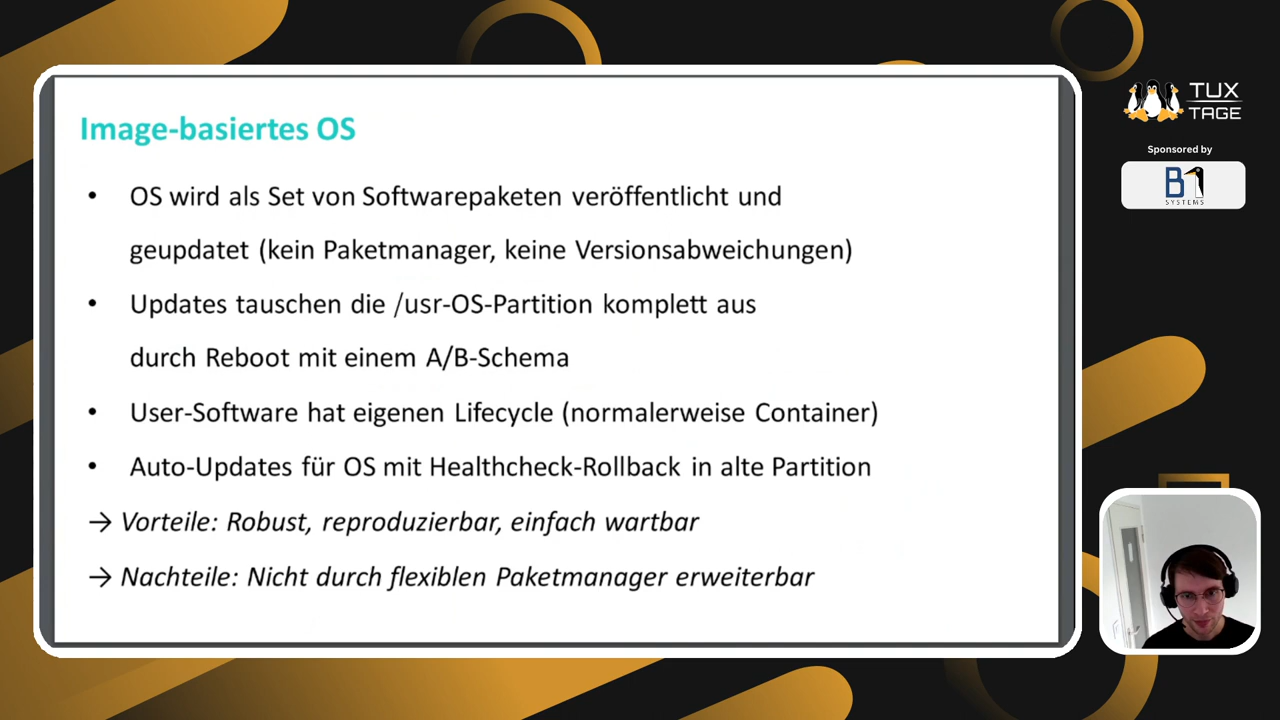 Image-basiertes OS
• OS wird als Set von Softwarepaketen veröffentlicht und
geupdatet (kein Paketmanager, keine Versionsabweichungen)
• Updates tauschen die /usr-OS-Partition komplett aus
durch Reboot mit einem A/B-Schema
• User-Software hat eigenen Lifecycle (normalerweise Container)
• Auto-Updates für OS mit Healthcheck-Rollback in alte Partition
→ Vorteile: Robust, reproduzierbar, einfach wartbar
→ Nachteile: Nicht durch flexiblen Paketmanager erweiterbar
TUX
TAGE
Sponsored by
B1
SYSTEMS